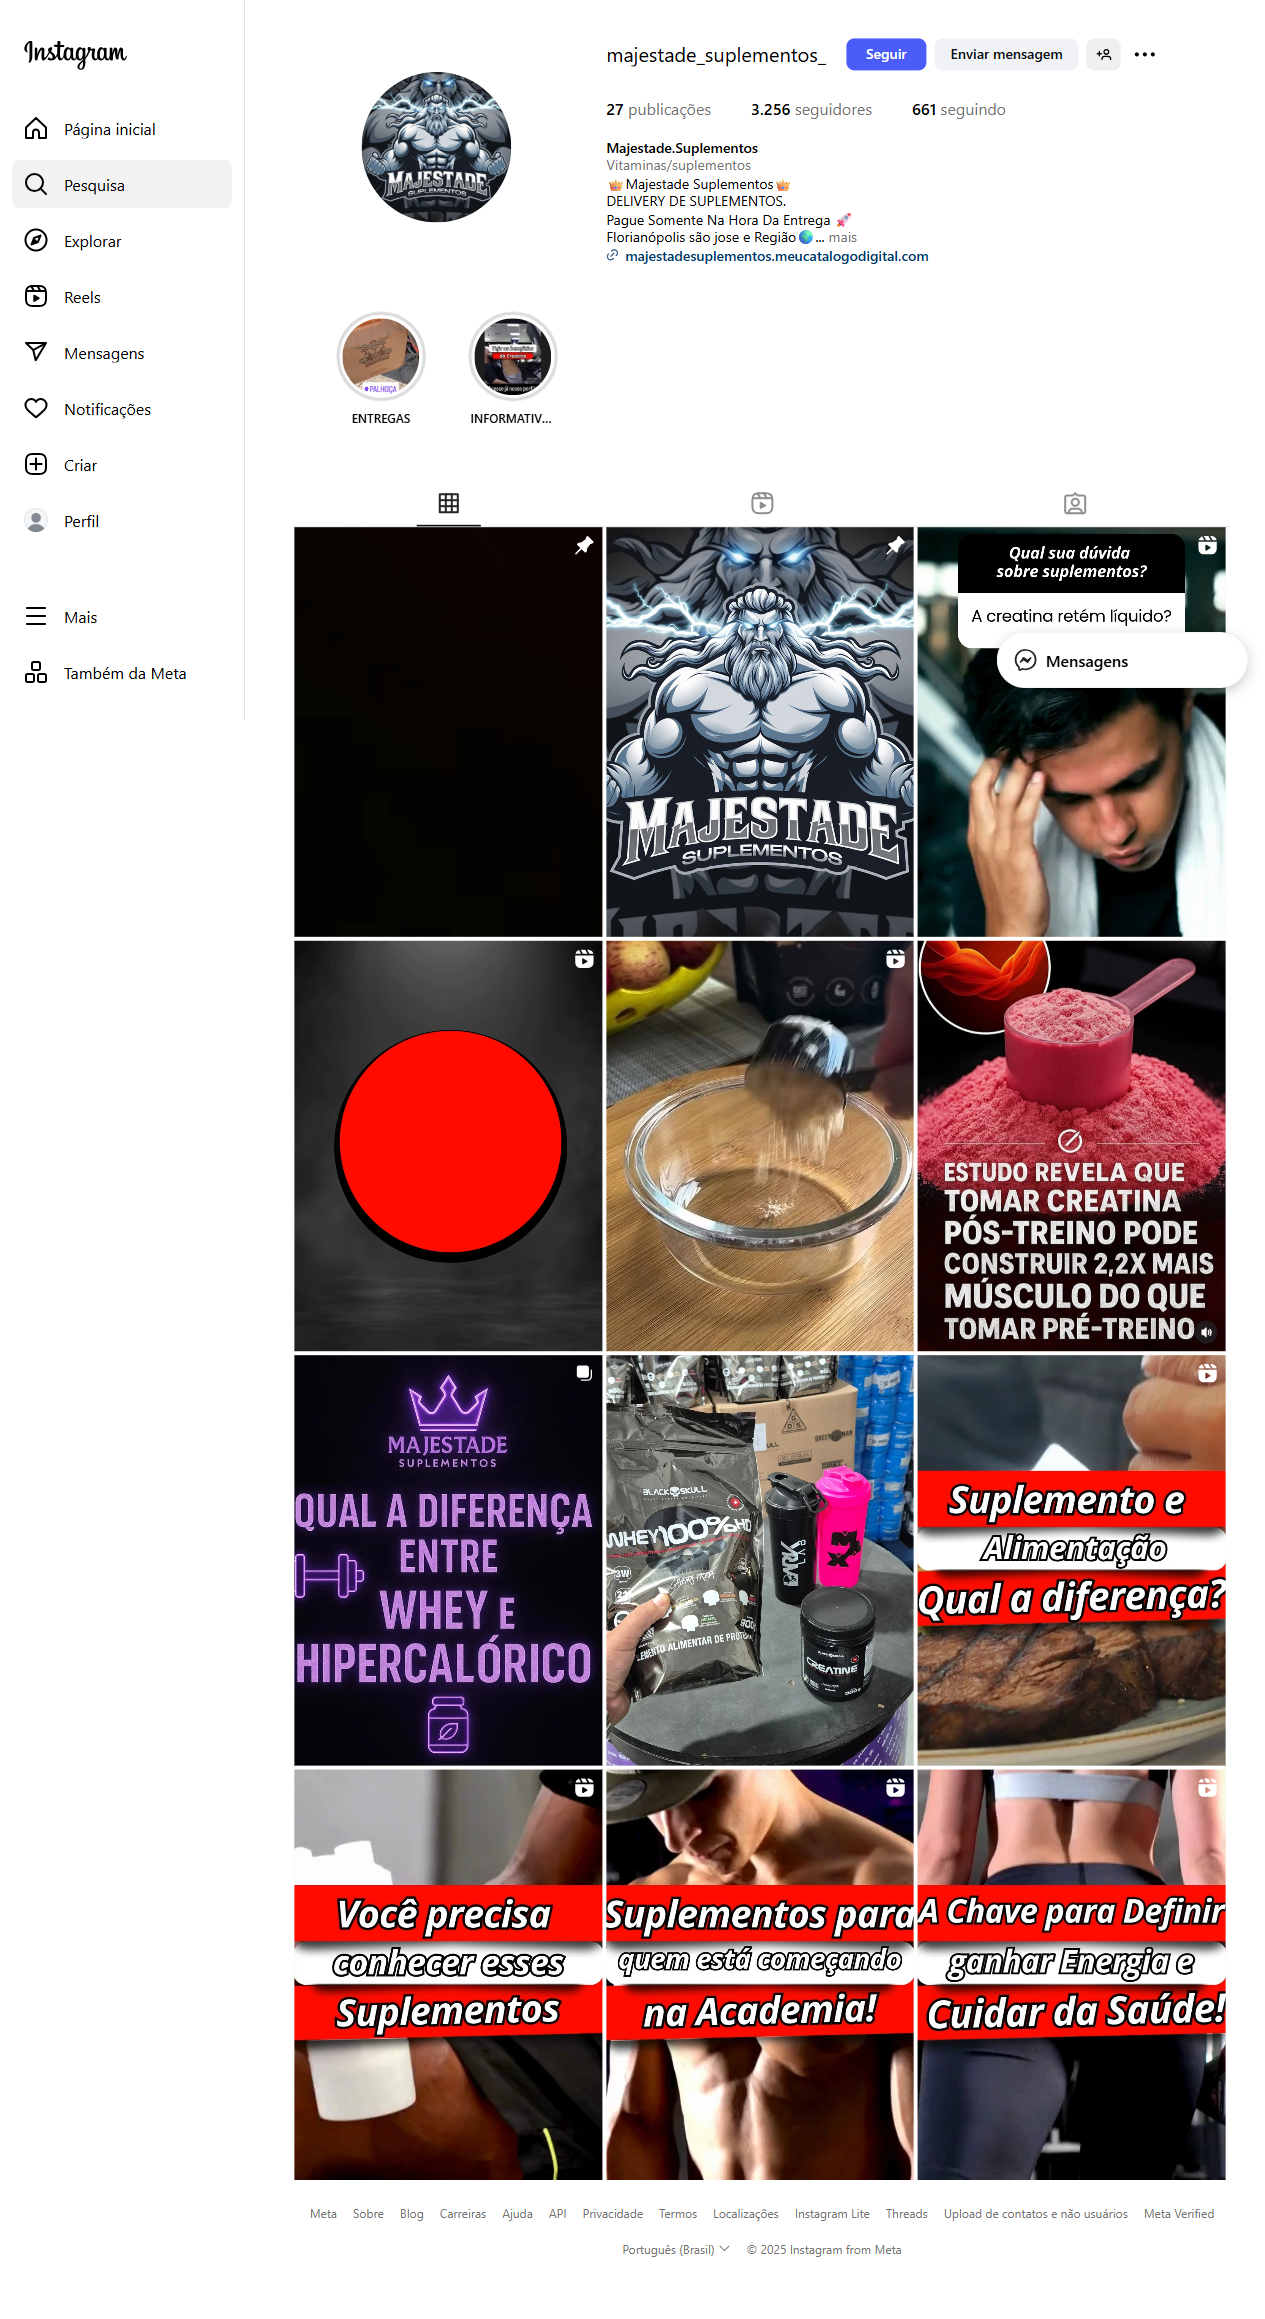 Instagram
Página inicial
Pesquisa
Explorar
Reels
Mensagens
Notificações
Criar
Perfil
Mais
Também da Meta
majestade_suplementos_
Seguir
Enviar mensagem
27 publicações
3.256 seguidores
661 seguindo
Majestade.Suplementos
Vitaminas/suplementos
👑Majestade Suplementos👑
DELIVERY DE SUPLEMENTOS.
Pague Somente Na Hora Da Entrega 🚀
Florianópolis são jose e Região🌎... mais
majestadesuplementos.meucatalogodigital.com
MAJESTADE
SUPLEMENTOS
PALHOÇA
da Creatina
ENTREGAS
INFORMATIV...
MAJESTADE
SUPLEMENTOS
Qual sua dúvida
sobre suplementos?
A creatina retém líquido?
Mensagens
ESTUDO REVELA QUE
TOMAR CREATINA
PÓS-TREINO PODE
CONSTRUIR 2,2X MAIS
MÚSCULO DO QUE
TOMAR PRÉ-TREINO
MAJESTADE
SUPLEMENTOS
QUAL A DIFERENÇA
ENTRE
WHEY E
HIPERCALÓRICO
BLACK SKULL
WHEY 100% HD
3W
CREATINE
300g
Suplemento e
Alimentação
Qual a diferença?
Você precisa
conhecer esses
Suplementos
Suplementos para
quem está começando
na Academia!
A Chave para Definir
ganhar Energia e
Cuidar da Saúde!
Meta
Sobre
Blog
Carreiras
Ajuda
API
Privacidade
Termos
Localizações
Instagram Lite
Threads
Upload de contatos e não usuários
Meta Verified
Português (Brasil)
© 2025 Instagram from Meta